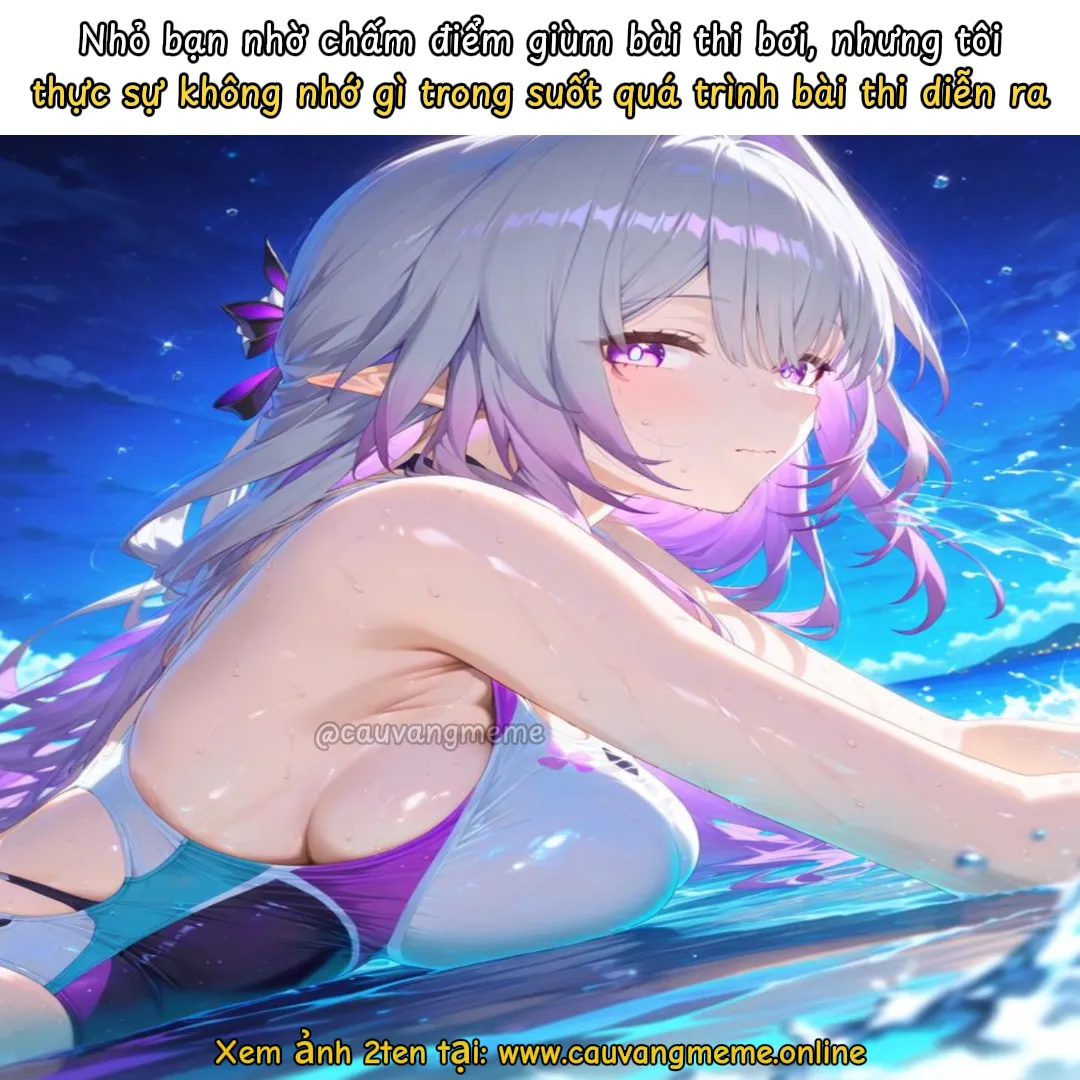 Nhỏ bạn nhờ chấm điểm giùm bài thi bơi, nhưng tôi
thực sự không nhớ gì trong suốt quá trình bài thi diễn ra
@cauvangmeme
Xem ảnh 2ten tại: www.cauvangmeme.online